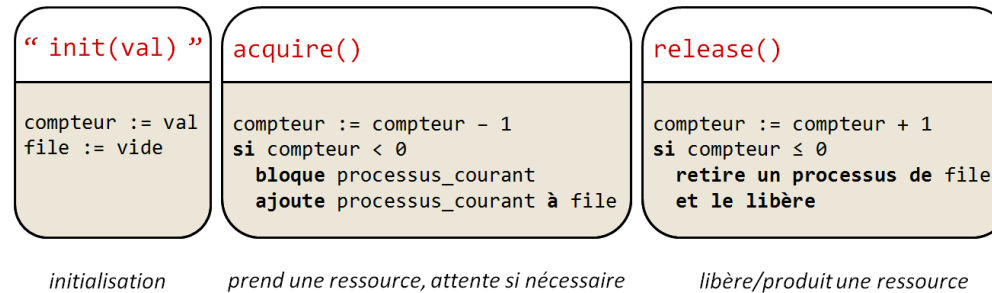 “ init(val) ”
compteur := val
file := vide
initialisation
acquire()
compteur := compteur – 1
si compteur < 0
bloque processus_courant
ajoute processus_courant à file
prend une ressource, attente si nécessaire
release()
compteur := compteur + 1
si compteur ≤ 0
retire un processus de file
et le libère
libère/produit une ressource